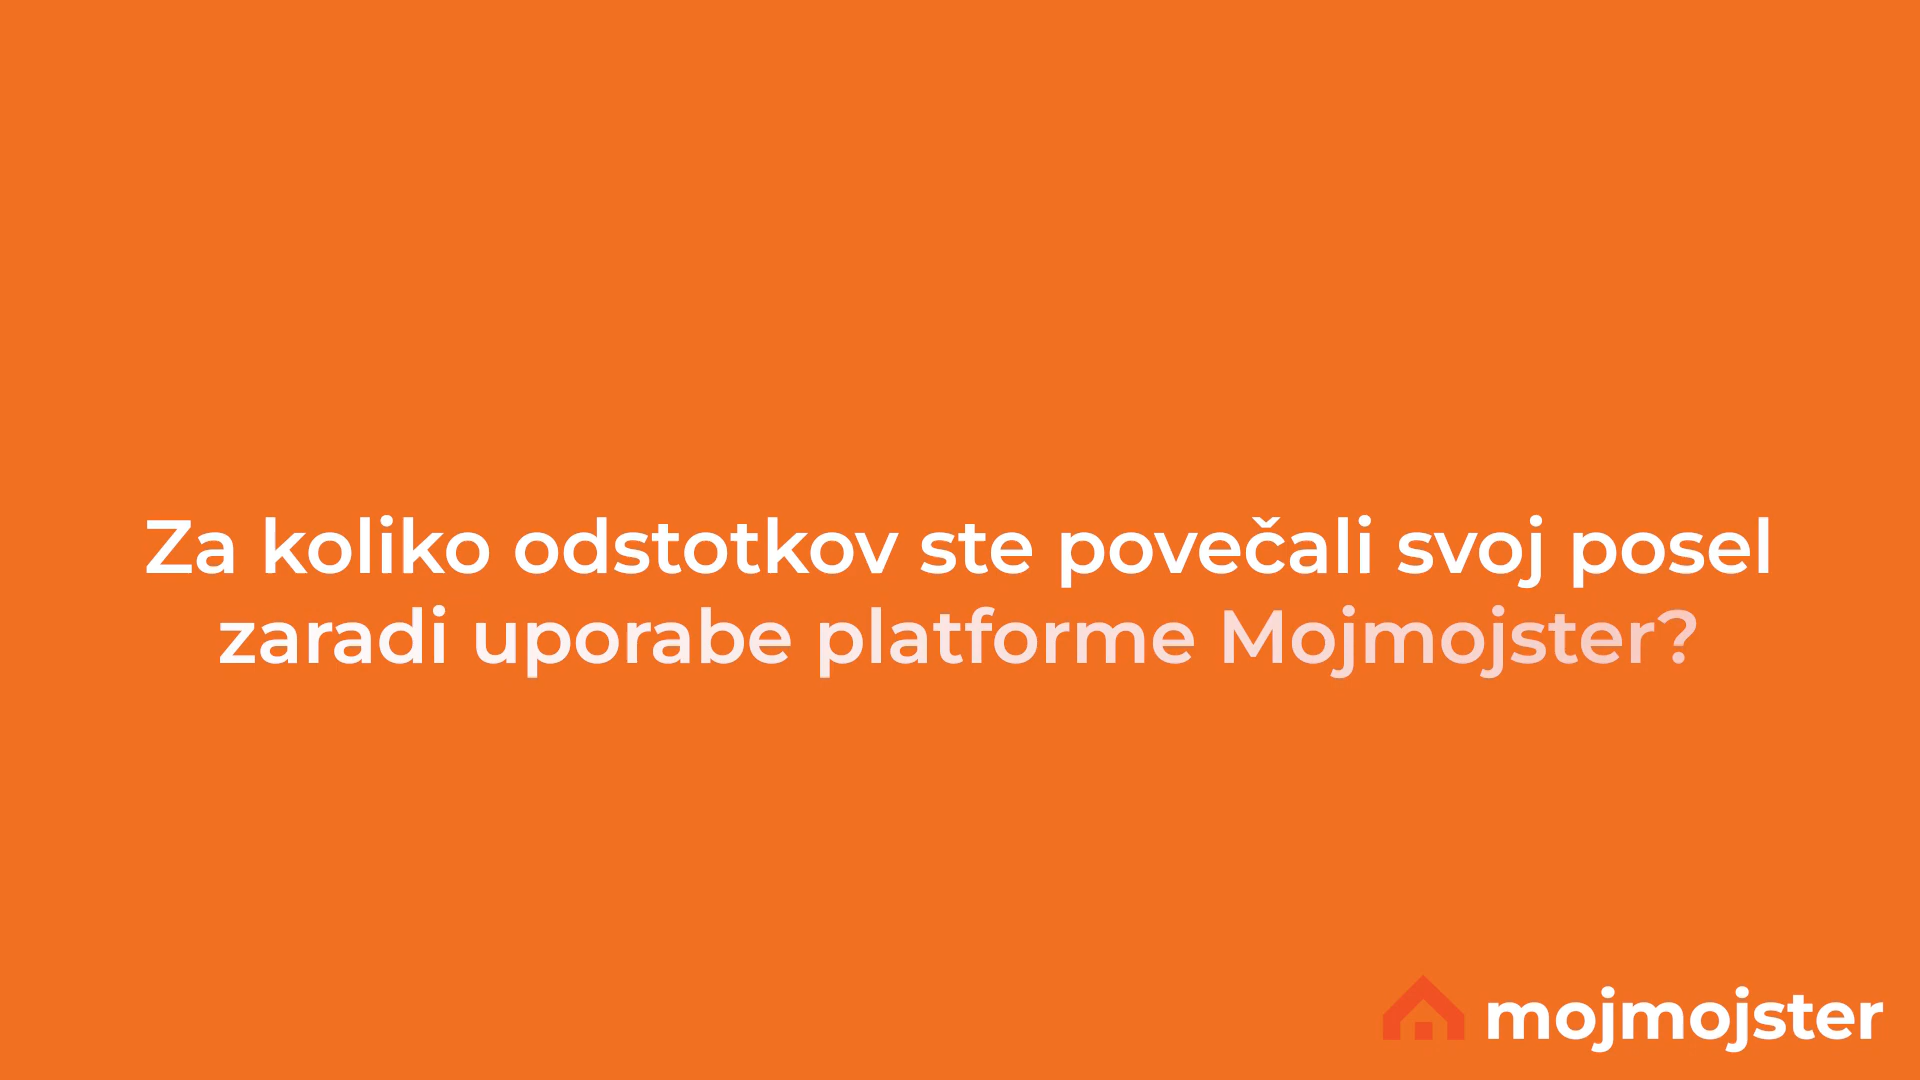 Za koliko odstotkov ste povečali svoj posel
zaradi uporabe platforme Mojmojster?
mojmojster